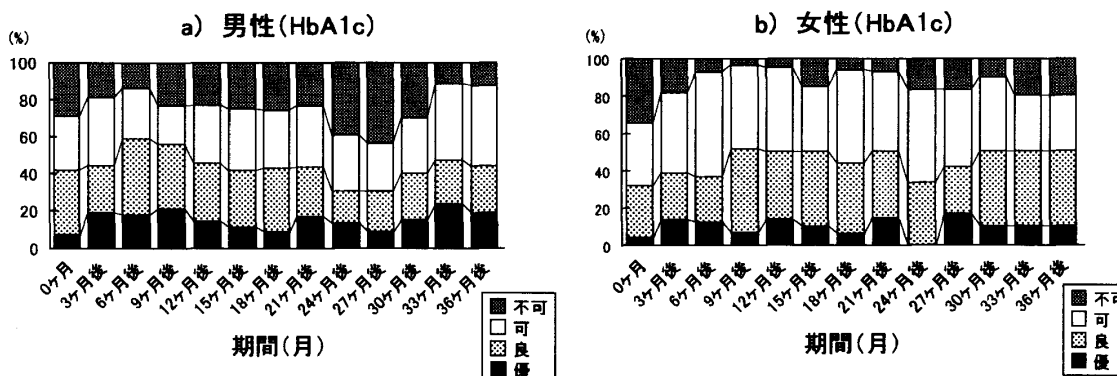 a) 男性(HbA1c)
(%)
100
80
60
40
20
0
0ヶ月
3ヶ月後
6ヶ月後
9ヶ月後
12ヶ月後
15ヶ月後
18ヶ月後
21ヶ月後
24ヶ月後
27ヶ月後
30ヶ月後
33ヶ月後
36ヶ月後
期間(月)
不可
可
良
優
b) 女性(HbA1c)
(%)
100
80
60
40
20
0
0ヶ月
3ヶ月後
6ヶ月後
9ヶ月後
12ヶ月後
15ヶ月後
18ヶ月後
21ヶ月後
24ヶ月後
27ヶ月後
30ヶ月後
33ヶ月後
36ヶ月後
期間(月)
不可
可
良
優